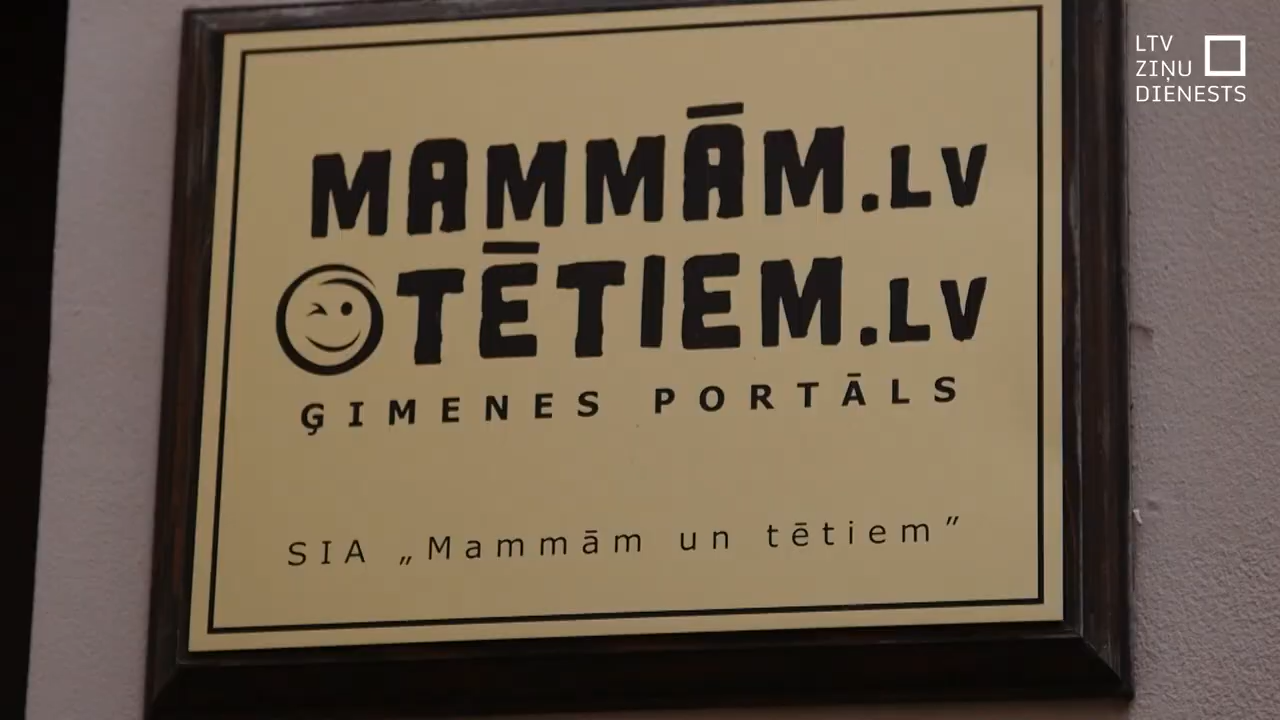 MAMMĀM.LV
TĒTIEM.LV
ĢIMENES PORTĀLS
SIA „Mammām un tētiem”
LTV
ZIŅU
DIENESTS